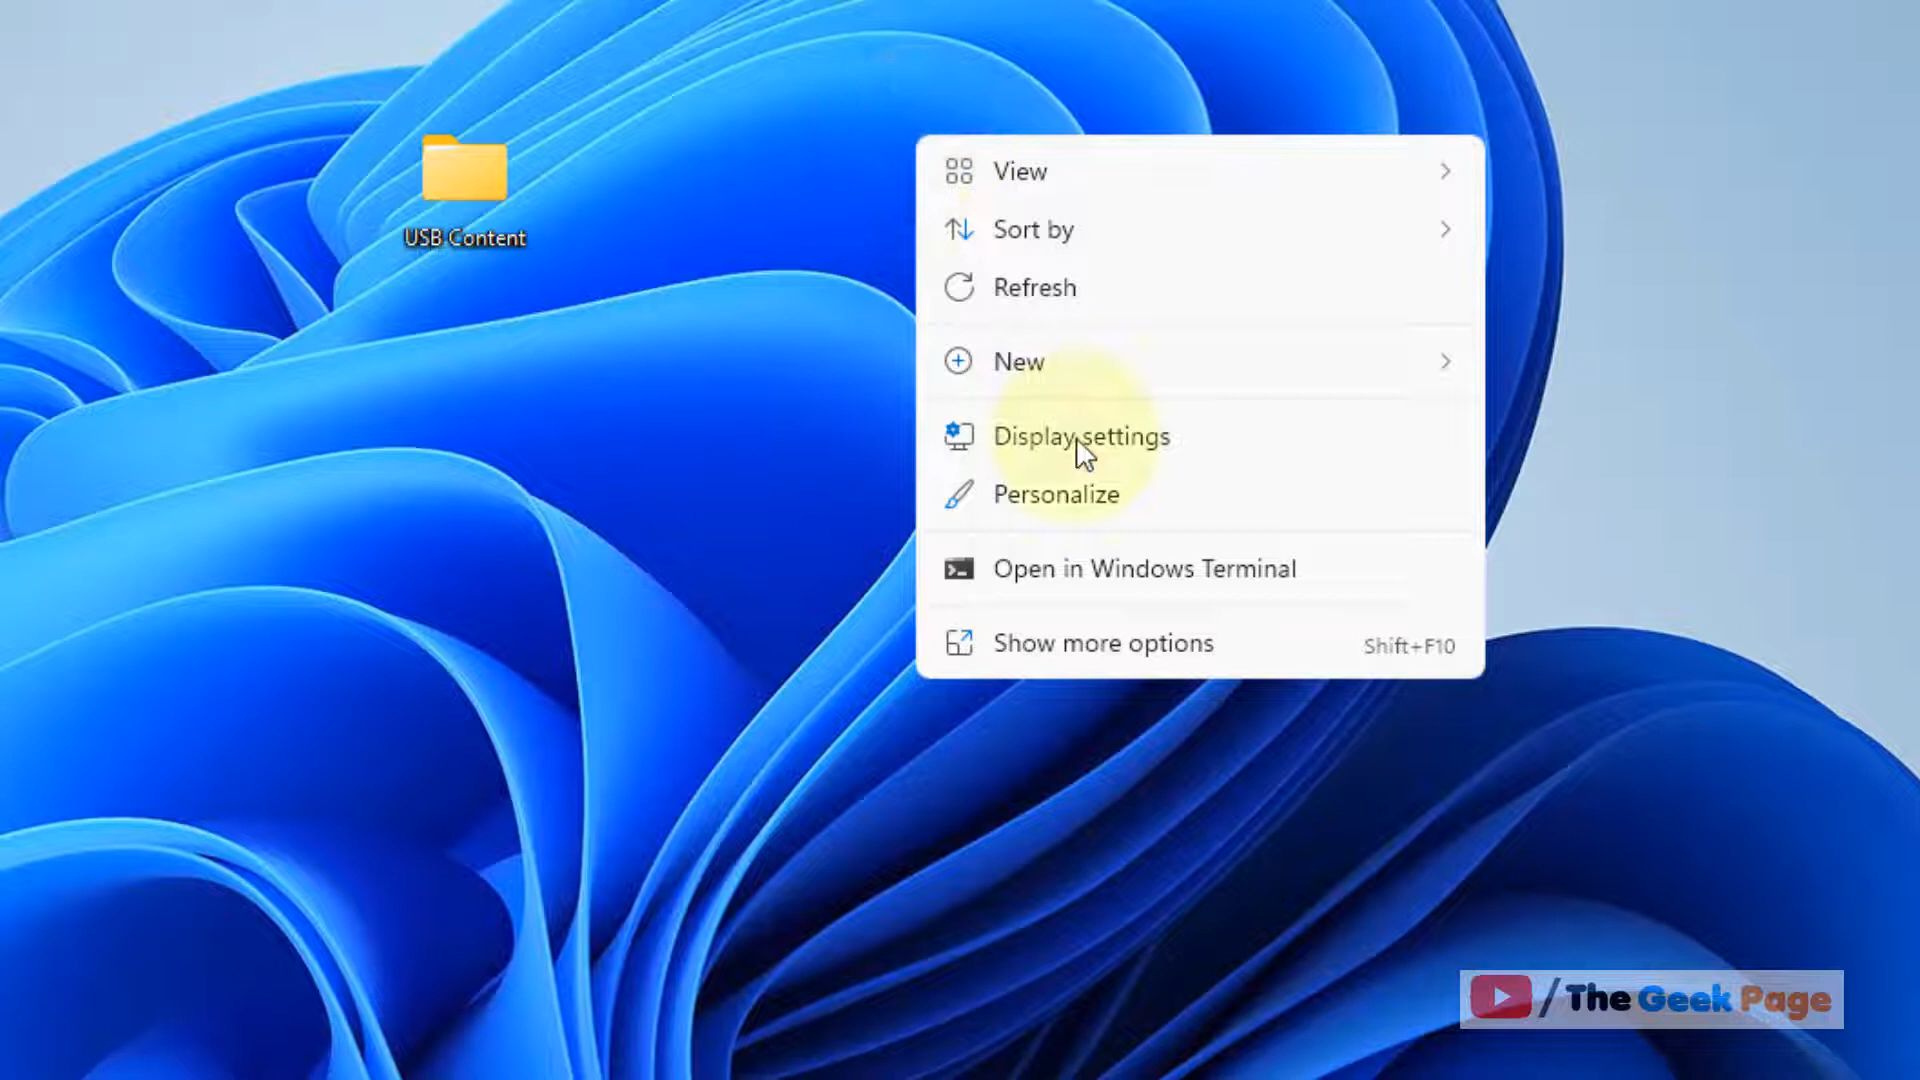 USB Content
View
Sort by
Refresh
New
Display settings
Personalize
Open in Windows Terminal
Show more options Shift+F10
/The Geek Page